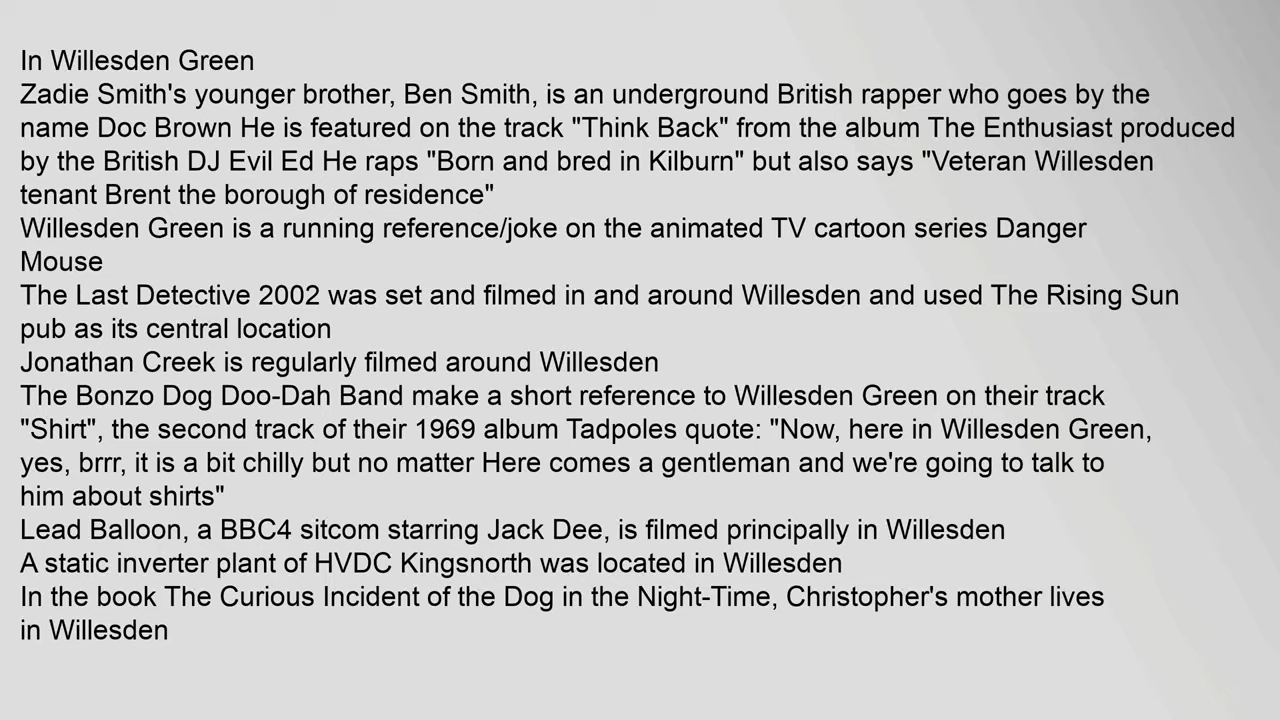 In Willesden Green
Zadie Smith's younger brother, Ben Smith, is an underground British rapper who goes by the
name Doc Brown He is featured on the track "Think Back" from the album The Enthusiast produced
by the British DJ Evil Ed He raps "Born and bred in Kilburn" but also says "Veteran Willesden
tenant Brent the borough of residence"
Willesden Green is a running reference/joke on the animated TV cartoon series Danger
Mouse
The Last Detective 2002 was set and filmed in and around Willesden and used The Rising Sun
pub as its central location
Jonathan Creek is regularly filmed around Willesden
The Bonzo Dog Doo-Dah Band make a short reference to Willesden Green on their track
"Shirt", the second track of their 1969 album Tadpoles quote: "Now, here in Willesden Green,
yes, brrr, it is a bit chilly but no matter Here comes a gentleman and we're going to talk to
him about shirts"
Lead Balloon, a BBC4 sitcom starring Jack Dee, is filmed principally in Willesden
A static inverter plant of HVDC Kingsnorth was located in Willesden
In the book The Curious Incident of the Dog in the Night-Time, Christopher's mother lives
in Willesden